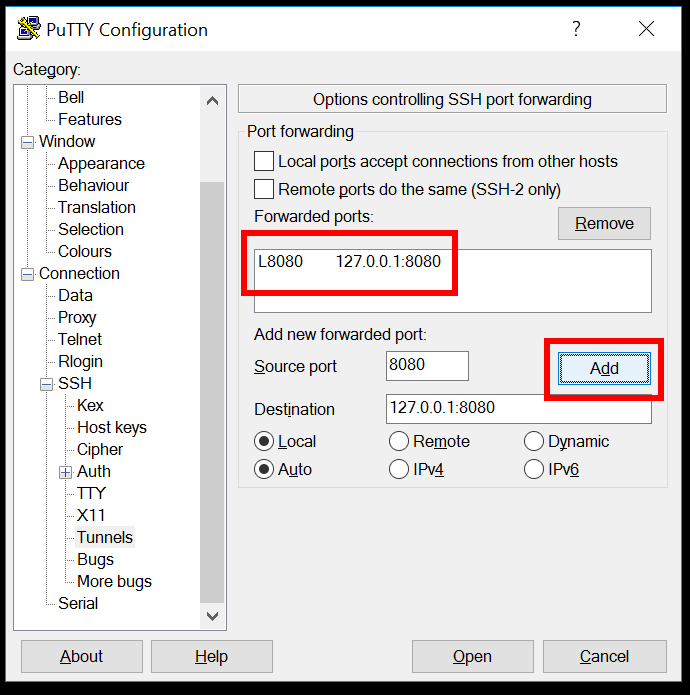 PuTTY Configuration
?
Category:
Bell
Features
Window
Appearance
Behaviour
Translation
Selection
Colours
Connection
Data
Proxy
Telnet
Rlogin
SSH
Kex
Host keys
Cipher
Auth
TTY
X11
Tunnels
Bugs
More bugs
Serial
Options controlling SSH port forwarding
Port forwarding
Local ports accept connections from other hosts
Remote ports do the same (SSH-2 only)
Forwarded ports:
Remove
L8080 127.0.0.1:8080
Add new forwarded port:
Source port 8080 Add
Destination 127.0.0.1:8080
Local Remote Dynamic
Auto IPv4 IPv6
About Help Open Cancel